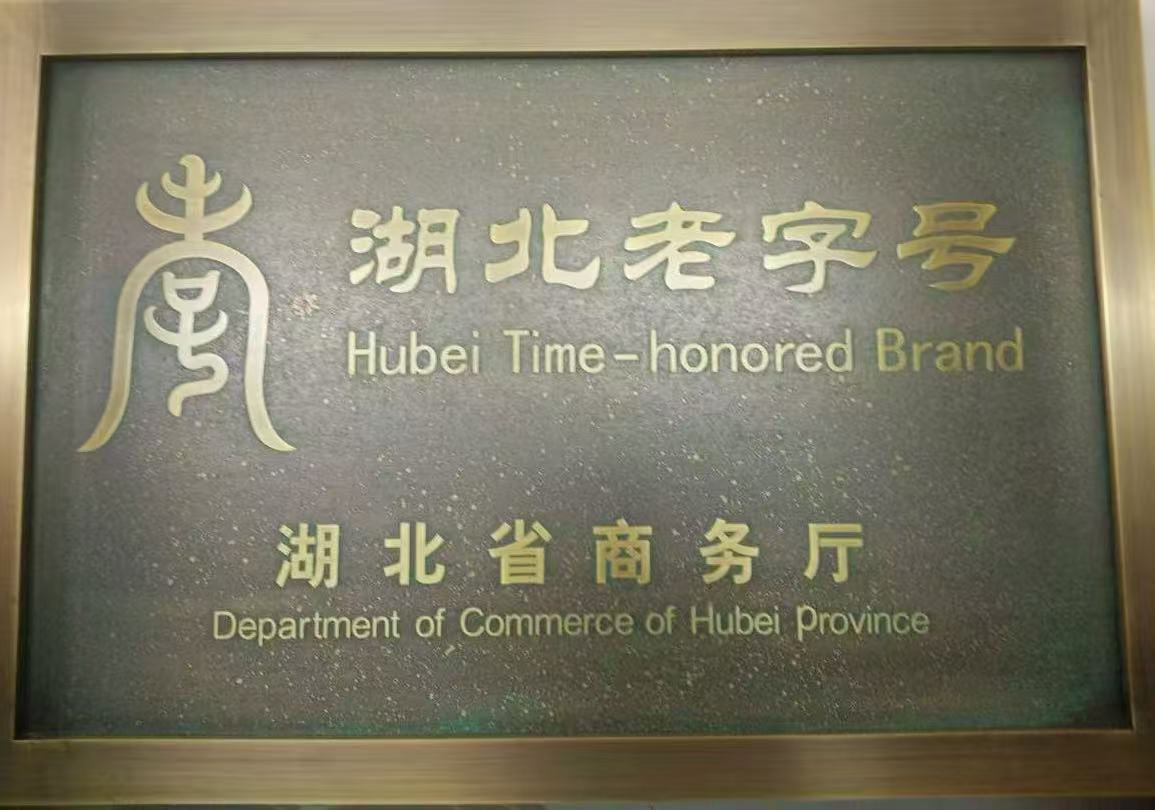 湖北老字号
Hubei Time-honored Brand
湖北省商务厅
Department of Commerce of Hubei province